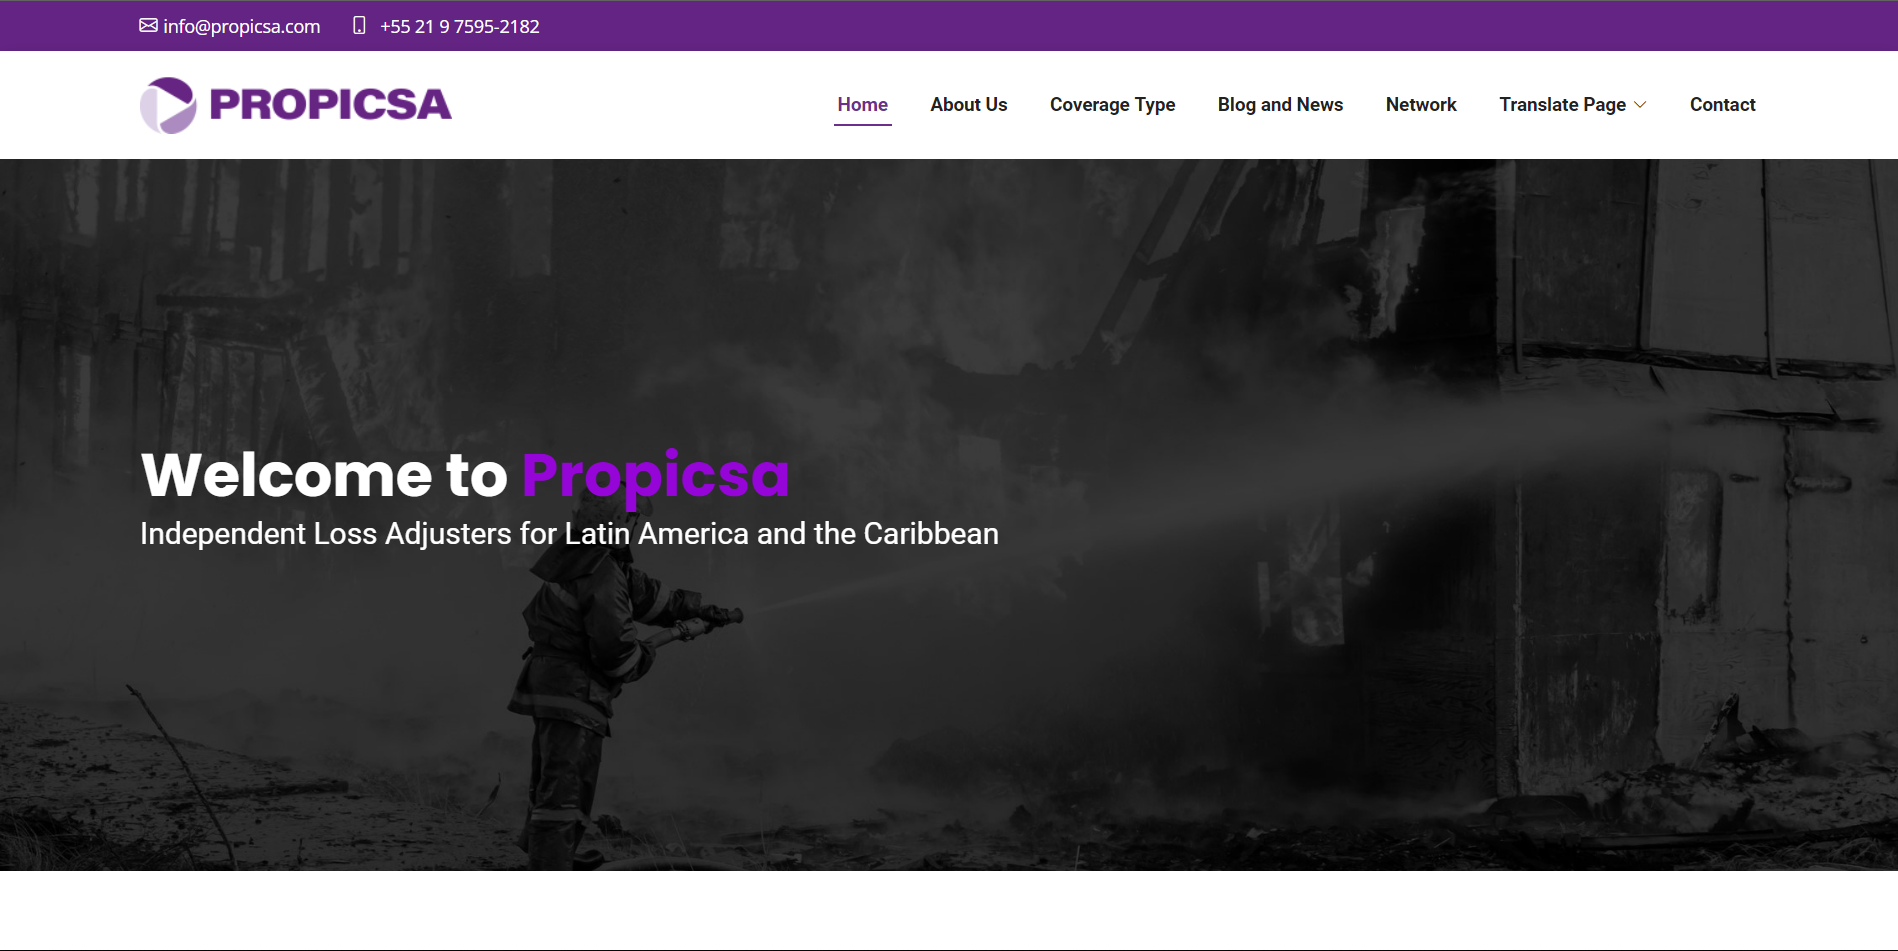 info@propicsa.com +55 21 9 7595-2182
PROPICSA
Home About Us Coverage Type Blog and News Network Translate Page Contact
Welcome to Propicsa
Independent Loss Adjusters for Latin America and the Caribbean